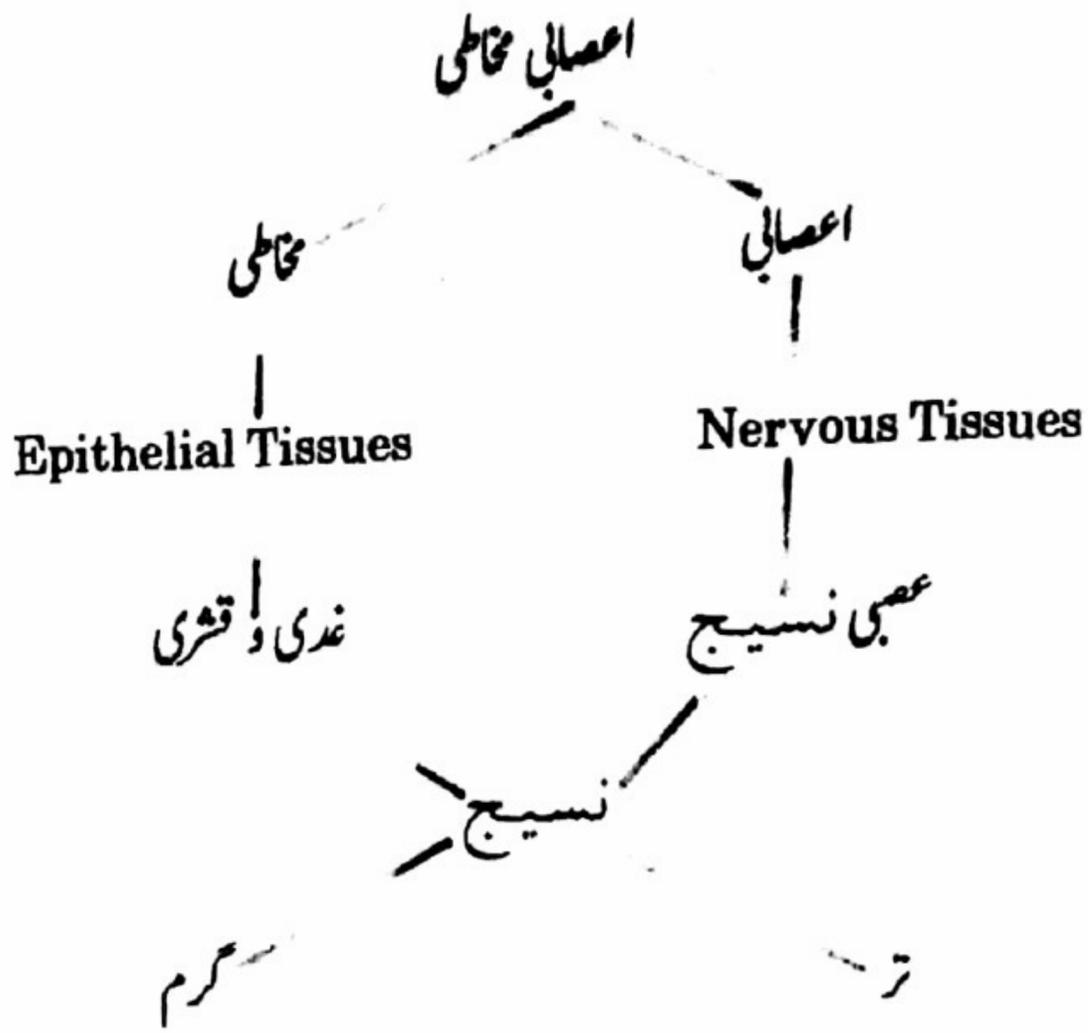 اعصابی مخاطی
اعصابی
مخاطی
Nervous Tissues
Epithelial Tissues
عصبی نسیج
غدی و قشری
نسیج
تر
گرم